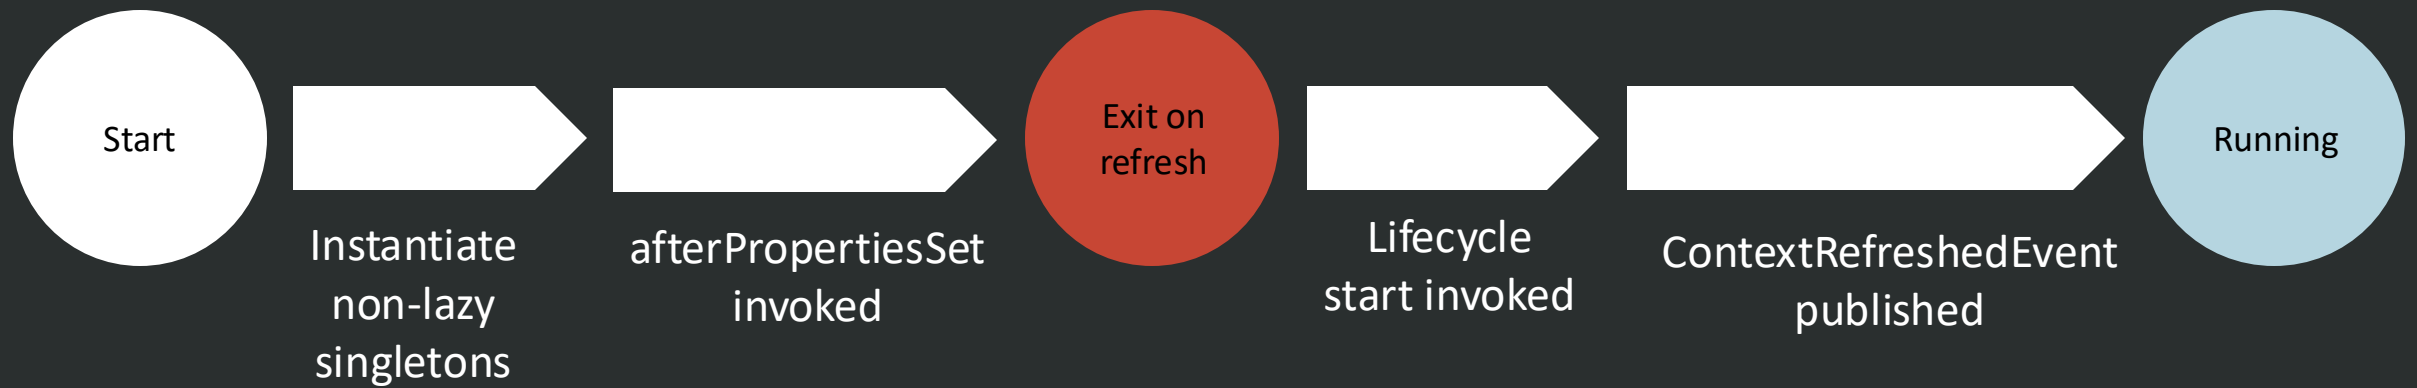 Start
Instantiate
non-lazy
singletons
afterPropertiesSet
invoked
Exit on
refresh
Lifecycle
start invoked
ContextRefreshedEvent
published
Running